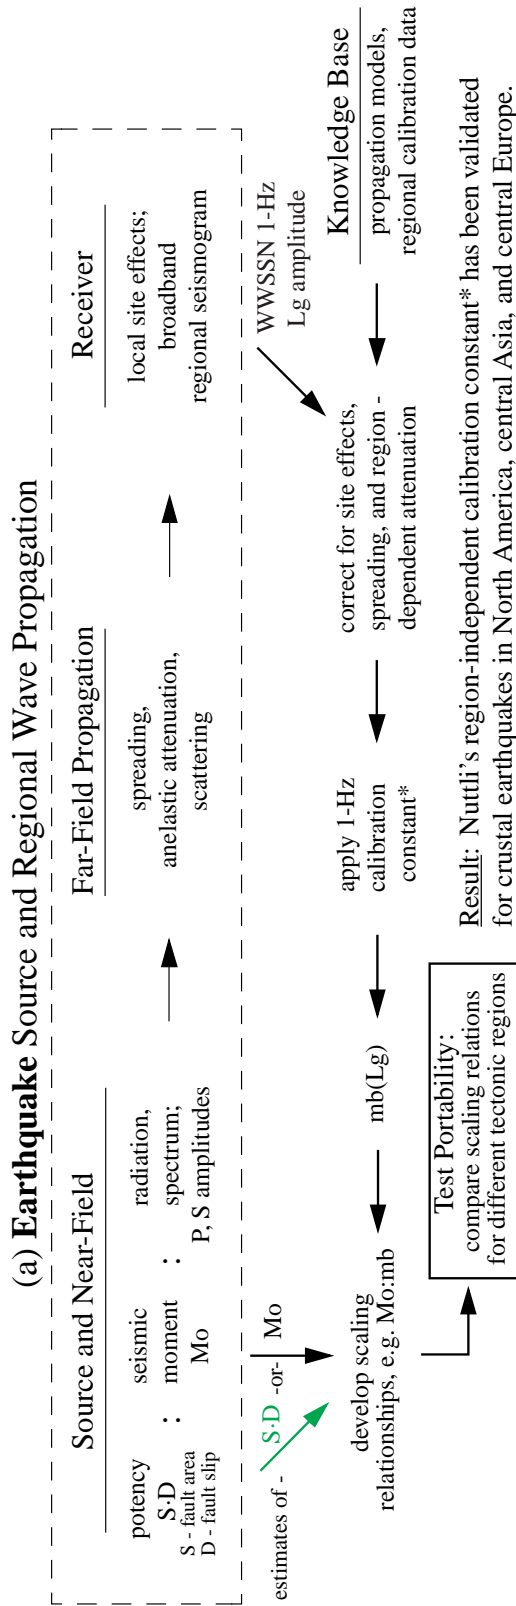 (a) Earthquake Source and Regional Wave Propagation
Source and Near-Field
potency
S·D
S - fault area
D - fault slip
:
seismic
moment
Mo
:
radiation,
spectrum;
P, S amplitudes
Far-Field Propagation
spreading,
anelastic attenuation,
scattering
Receiver
local site effects;
broadband
regional seismogram
estimates of - S·D -or- Mo
WWSSN 1-Hz
Lg amplitude
develop scaling
relationships, e.g. Mo:mb
mb(Lg)
apply 1-Hz
calibration
constant*
correct for site effects,
spreading, and region -
dependent attenuation
Knowledge Base
propagation models,
regional calibration data
Test Portability:
compare scaling relations
for different tectonic regions
Result: Nuttli's region-independent calibration constant* has been validated
for crustal earthquakes in North America, central Asia, and central Europe.